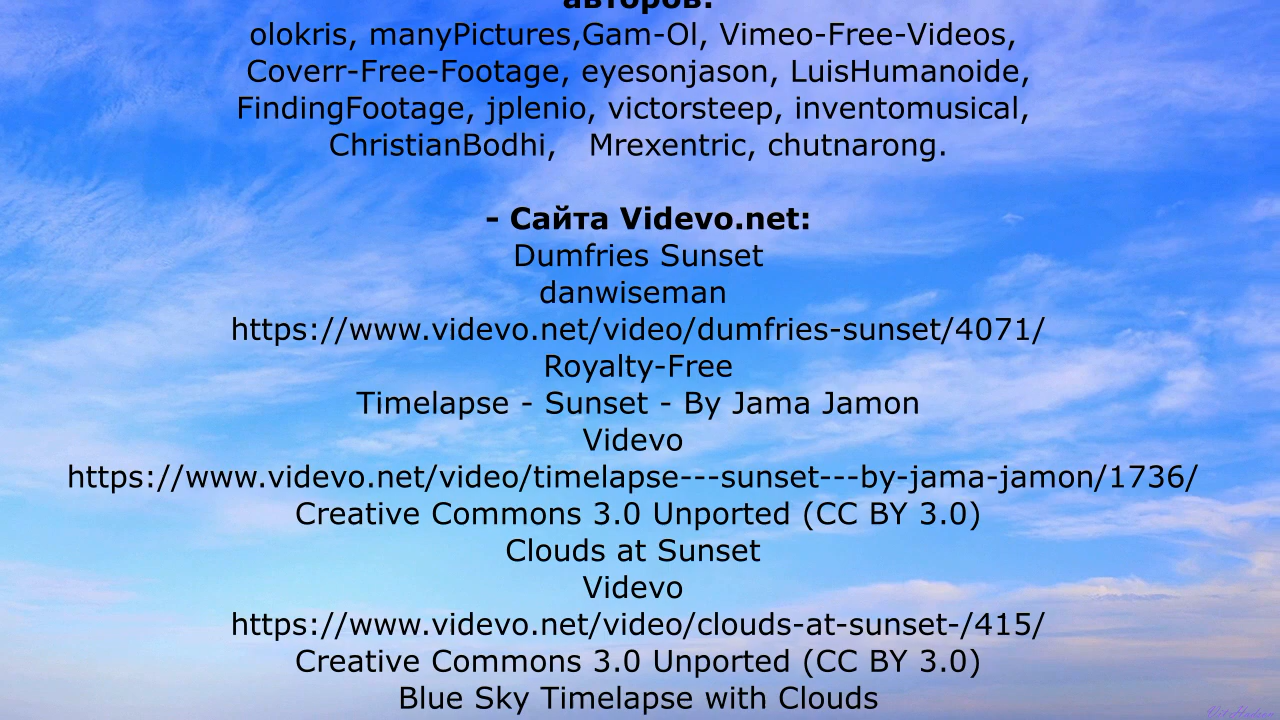 авторов:
olokris, manyPictures,Gam-Ol, Vimeo-Free-Videos,
Coverr-Free-Footage, eyesonjason, LuisHumanoide,
FindingFootage, jplenio, victorsteep, inventomusical,
ChristianBodhi,   Mrexentric, chutnarong.
- Сайта Videvo.net:
Dumfries Sunset
danwiseman
https://www.videvo.net/video/dumfries-sunset/4071/
Royalty-Free
Timelapse - Sunset - By Jama Jamon
Videvo
https://www.videvo.net/video/timelapse---sunset---by-jama-jamon/1736/
Creative Commons 3.0 Unported (CC BY 3.0)
Clouds at Sunset
Videvo
https://www.videvo.net/video/clouds-at-sunset-/415/
Creative Commons 3.0 Unported (CC BY 3.0)
Blue Sky Timelapse with Clouds